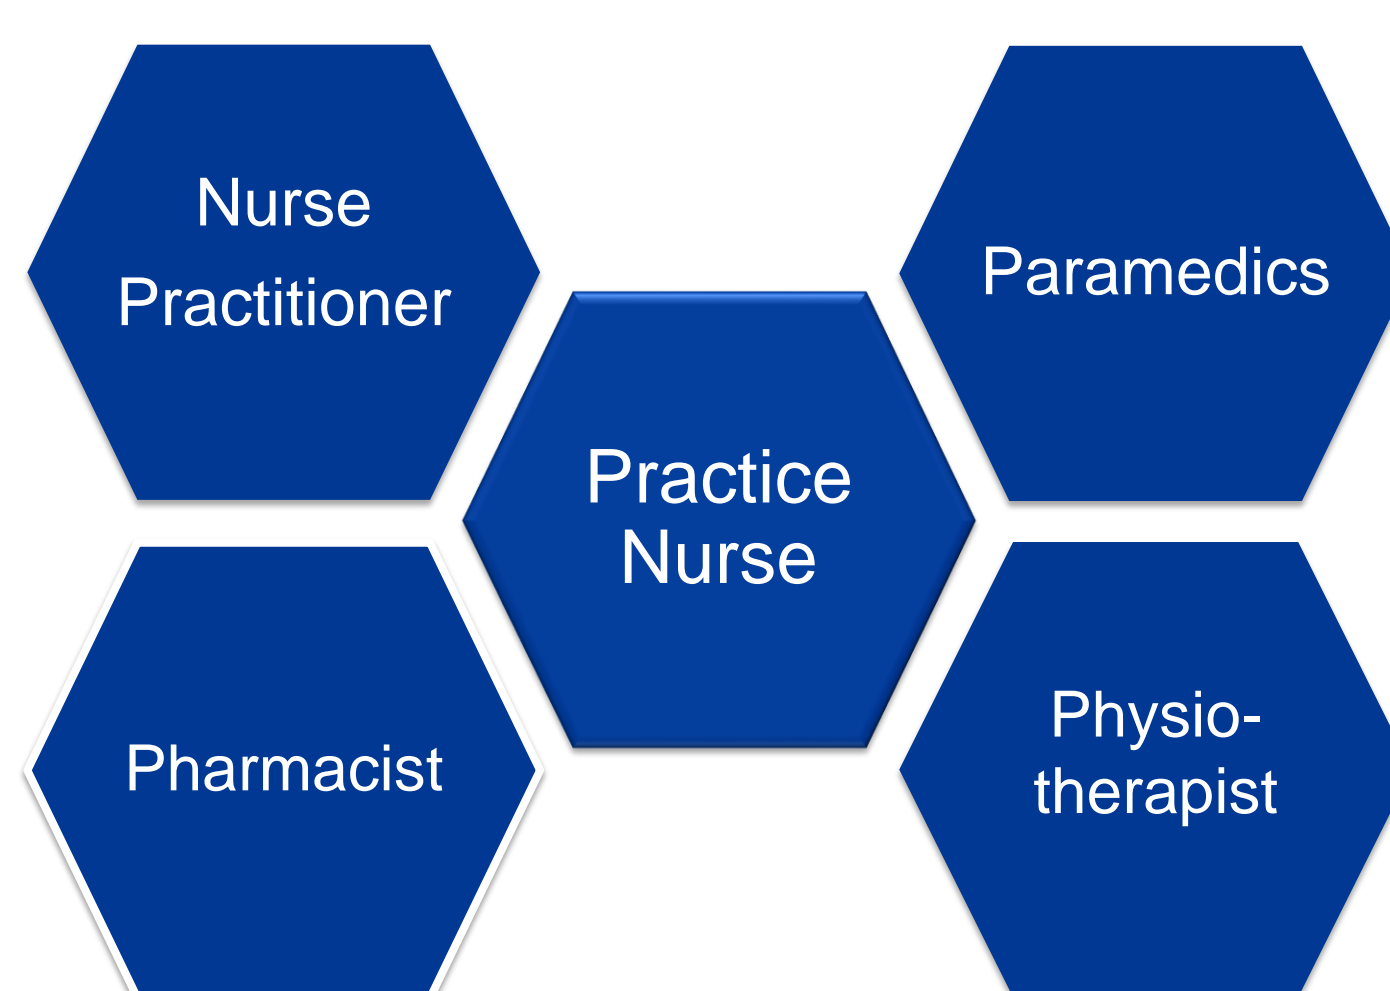 Nurse
Practitioner
Paramedics
Practice
Nurse
Pharmacist
Physio-
therapist